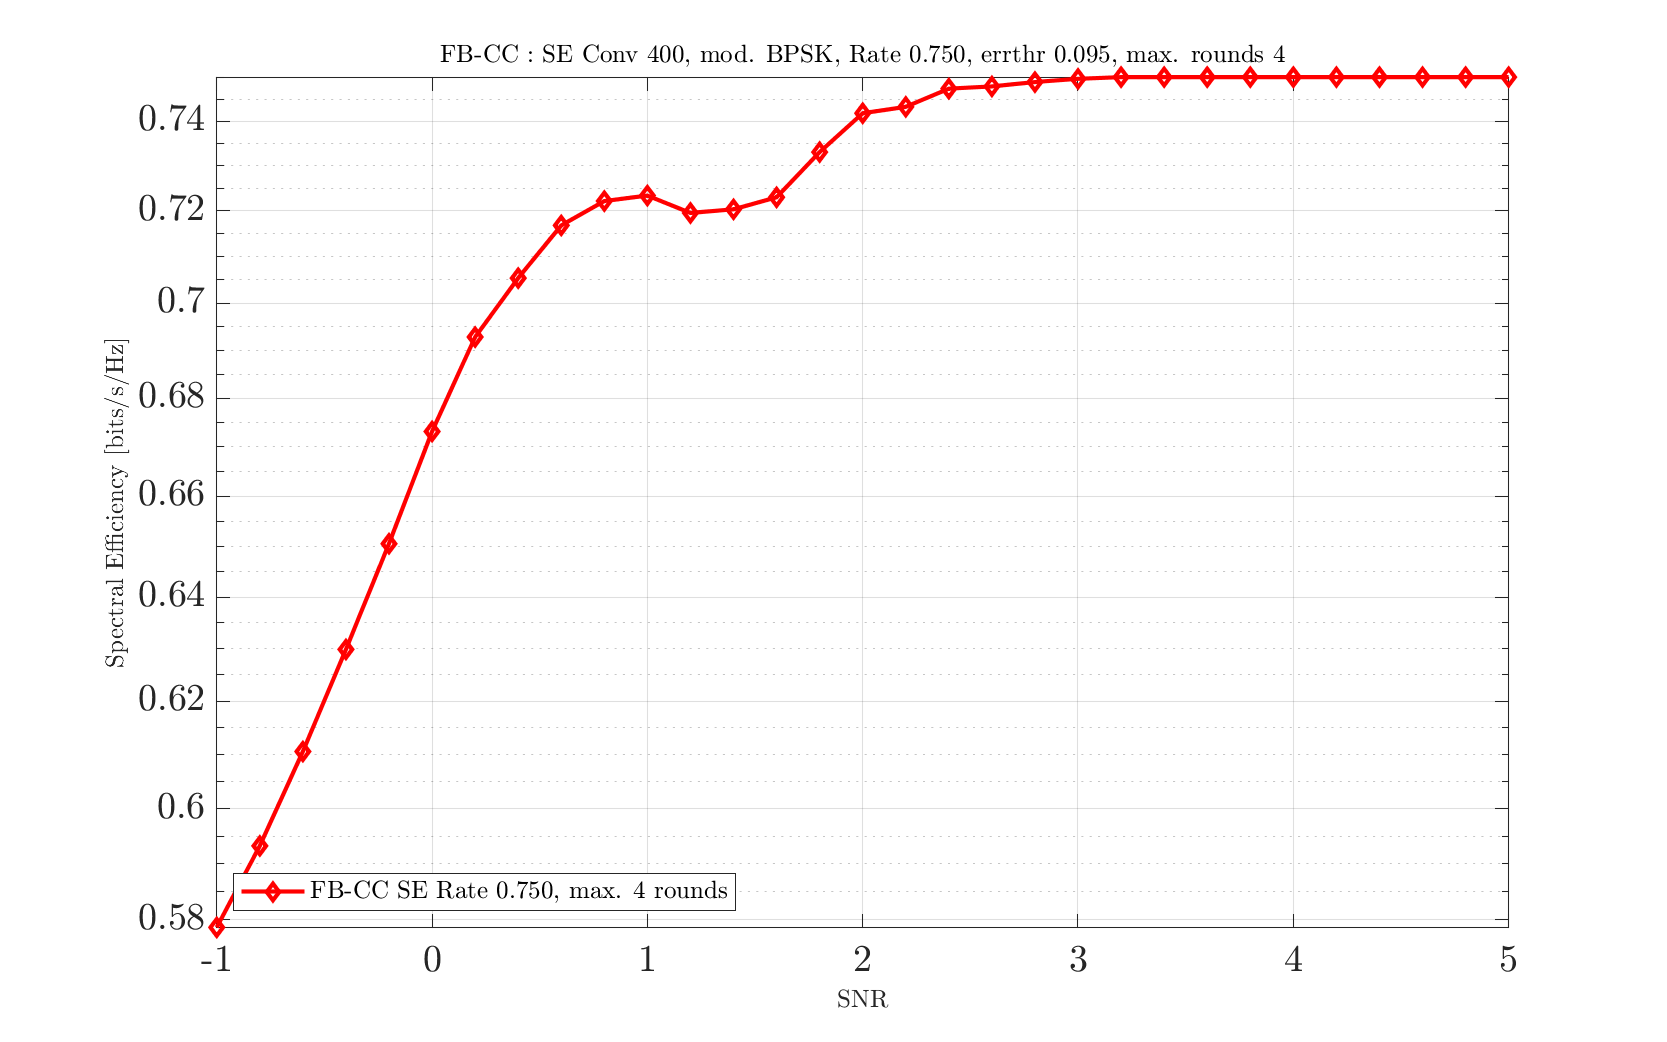 FB-CC : SE Conv 400, mod. BPSK, Rate 0.750, errthr 0.095, max. rounds 4
Spectral Efficiency [bits/s/Hz]
0.74
0.72
0.7
0.68
0.66
0.64
0.62
0.6
0.58
FB-CC SE Rate 0.750, max. 4 rounds
-1 0 1 2 3 4 5
SNR